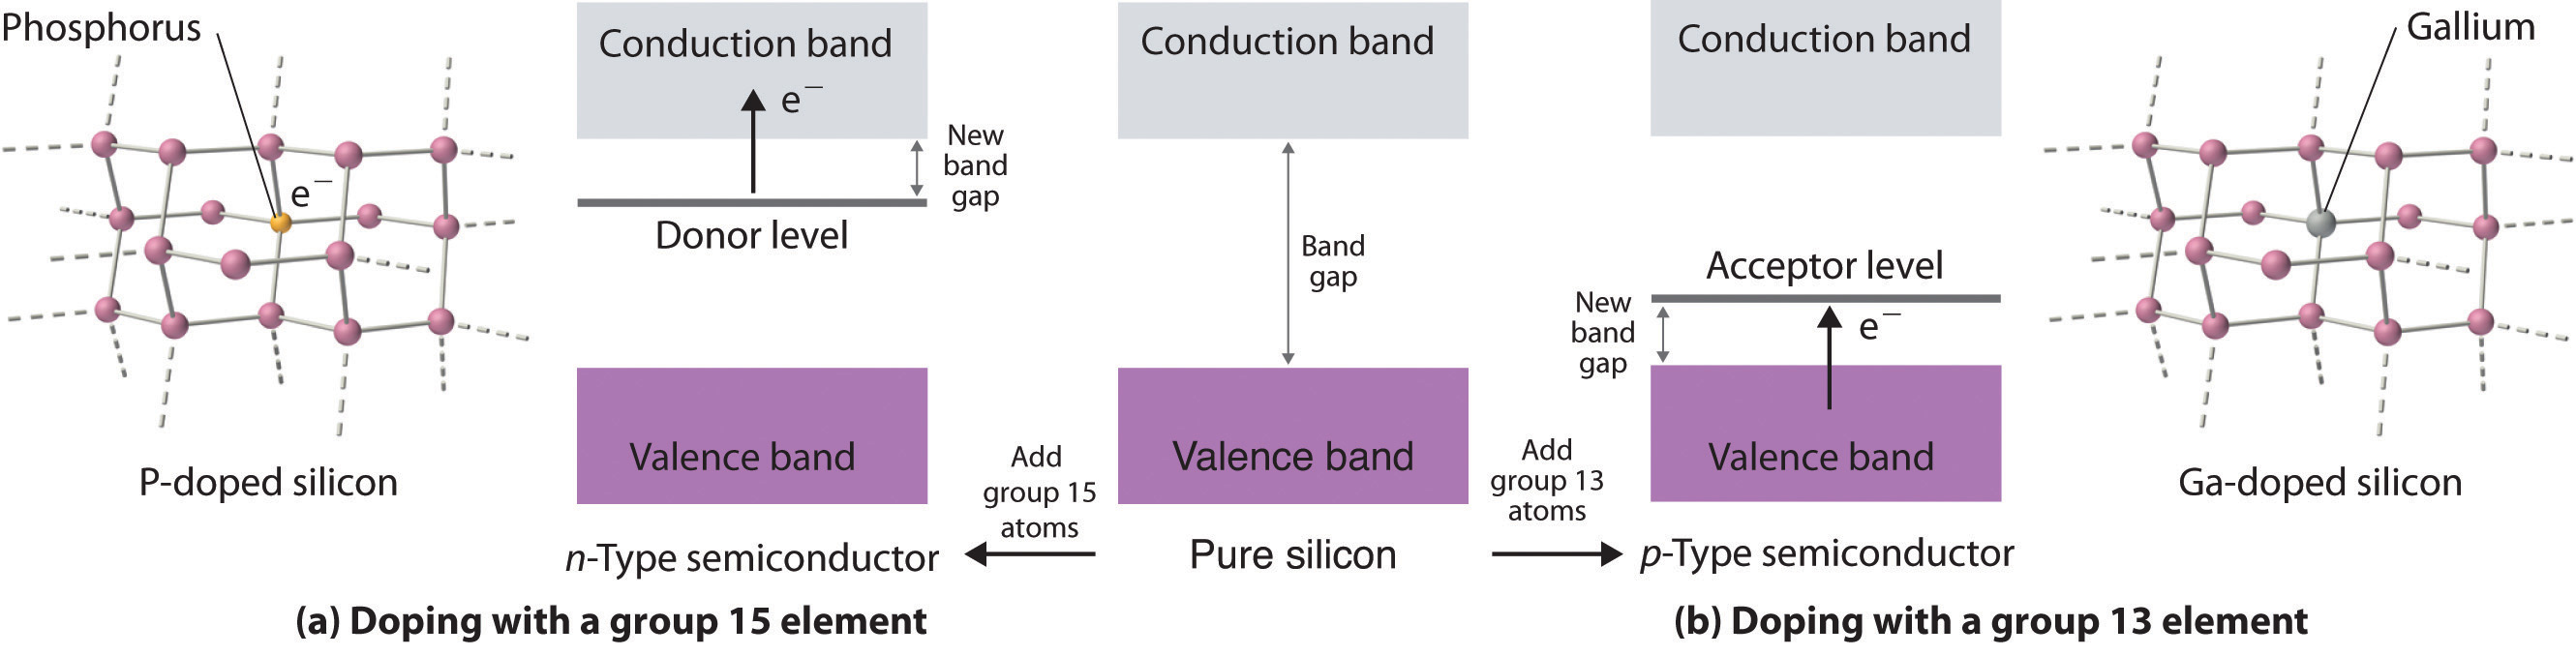 Phosphorus
e−
P-doped silicon
Conduction band
e−
New
band
gap
Donor level
Valence band
n-Type semiconductor
Add
group 15
atoms
Conduction band
Band
gap
Valence band
Pure silicon
Add
group 13
atoms
Conduction band
Acceptor level
New
band
gap
e−
Valence band
p-Type semiconductor
Gallium
Ga-doped silicon
(a) Doping with a group 15 element
(b) Doping with a group 13 element